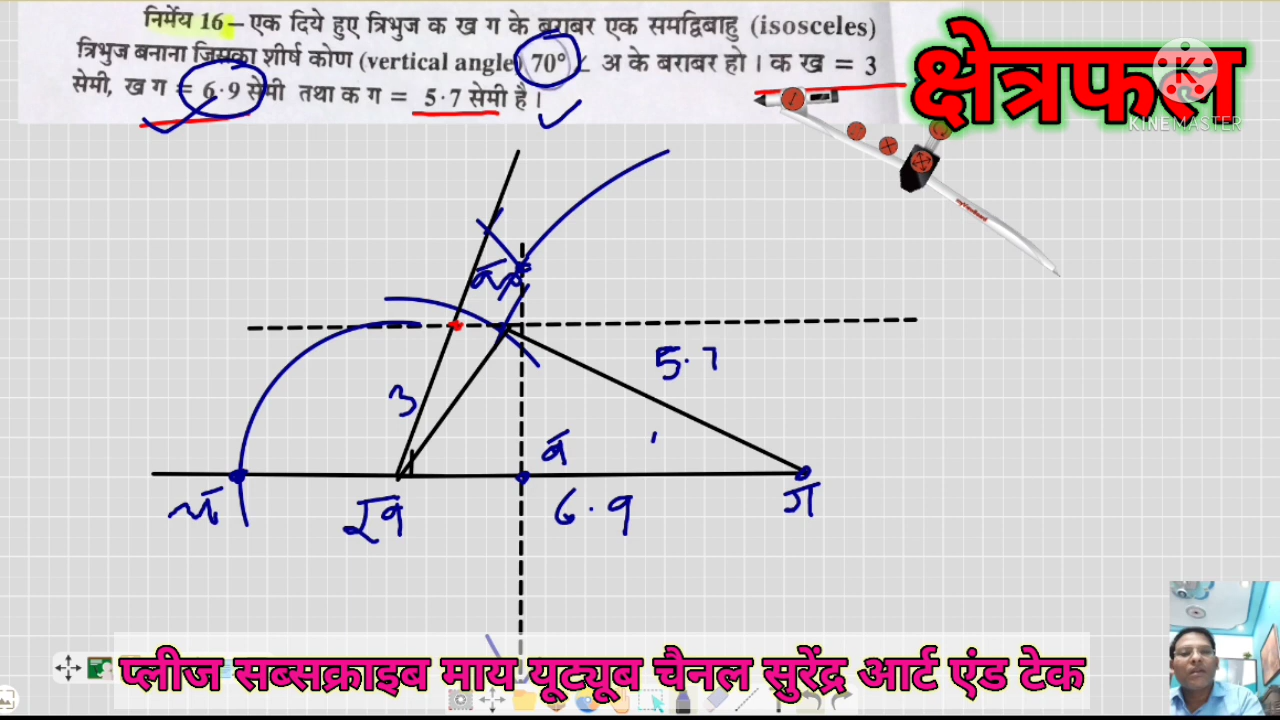 निर्मेय 16 – एक दिये हुए त्रिभुज क ख ग के बराबर एक समद्विबाहु (isosceles)
त्रिभुज बनाना जिसका शीर्ष कोण (vertical angle) 70° ∠ अ के बराबर हो । क ख = 3
सेमी, ख ग = 6·9 सेमी तथा क ग = 5·7 सेमी है ।
क्षेत्रफल
KINEMASTER
क
5.7
3
ब
ख
6.9
ग
प्लीज सब्सक्राइब माय यूट्यूब चैनल सुरेंद्र आर्ट एंड टेक